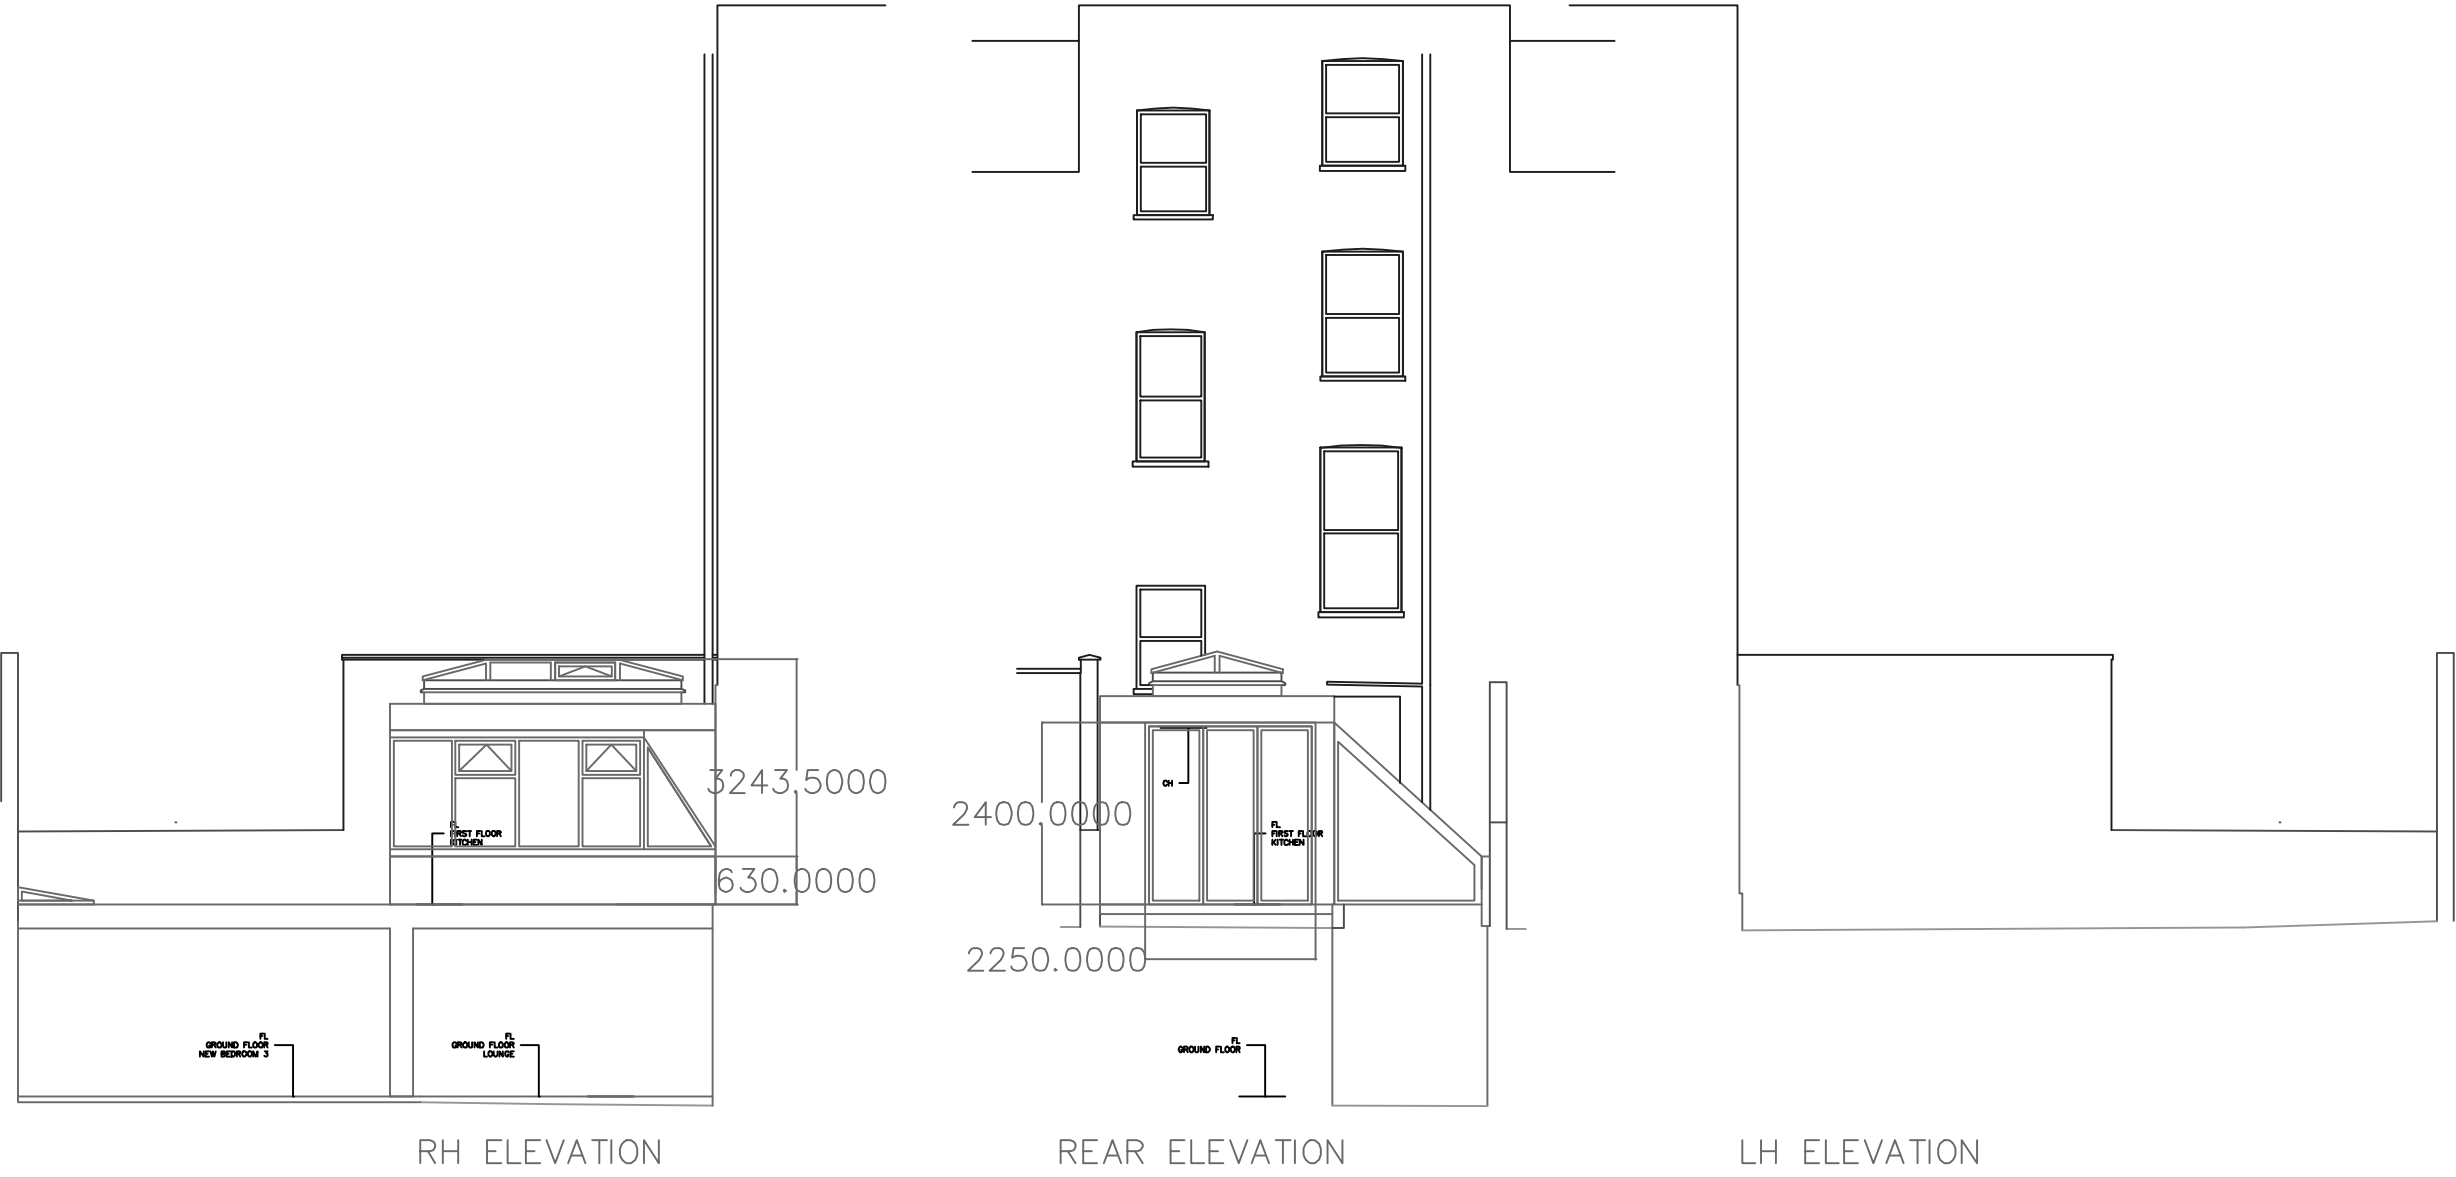 3243.5000
630.0000
FL
FIRST FLOOR
KITCHEN
FL
GROUND FLOOR
NEW BEDROOM 3
FL
GROUND FLOOR
LOUNGE
RH ELEVATION
CH
2400.0000
FL
FIRST FLOOR
KITCHEN
2250.0000
FL
GROUND FLOOR
REAR ELEVATION
LH ELEVATION